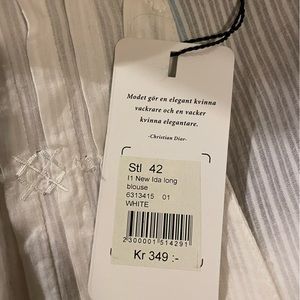 Modet gör en elegant kvinna
vackrare och en vacker
kvinna elegantare.
-Christian Dior-
Stl 42
I1 New Ida long
blouse
6313415 01
WHITE
2300001514291
Kr 349 :-